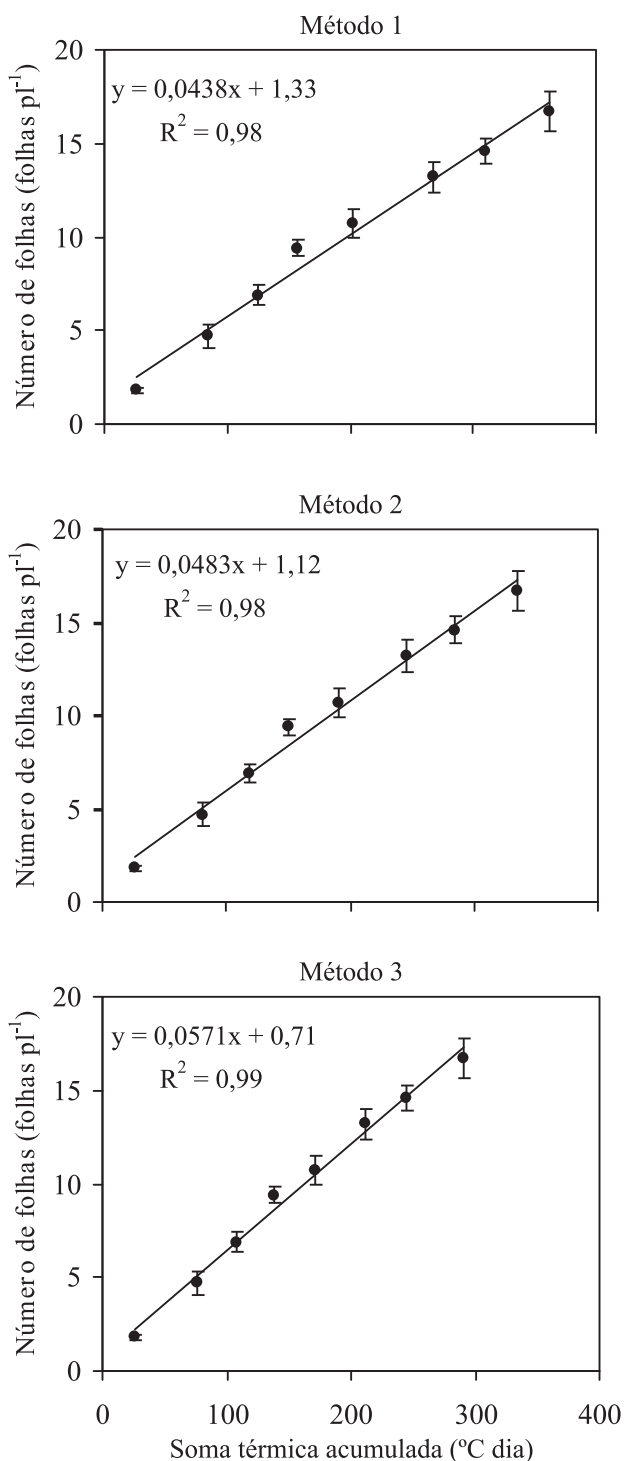 Método 1
20
15
10
5
0
Número de folhas (folhas pl⁻¹)
y = 0,0438x + 1,33
R² = 0,98
Método 2
20
15
10
5
0
Número de folhas (folhas pl⁻¹)
y = 0,0483x + 1,12
R² = 0,98
Método 3
20
15
10
5
0
Número de folhas (folhas pl⁻¹)
y = 0,0571x + 0,71
R² = 0,99
0 100 200 300 400
Soma térmica acumulada (ºC dia)